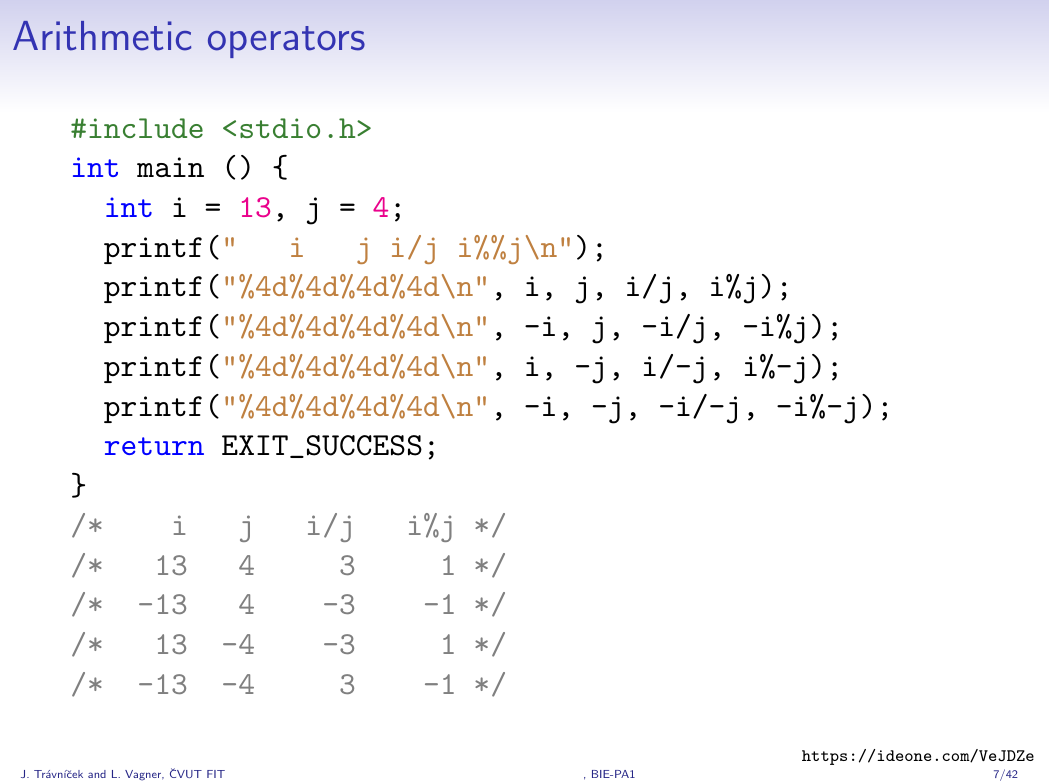 Arithmetic operators
#include <stdio.h>
int main () {
  int i = 13, j = 4;
  printf("   i   j i/j i%%j\n");
  printf("%4d%4d%4d%4d\n", i, j, i/j, i%j);
  printf("%4d%4d%4d%4d\n", -i, j, -i/j, -i%j);
  printf("%4d%4d%4d%4d\n", i, -j, i/-j, i%-j);
  printf("%4d%4d%4d%4d\n", -i, -j, -i/-j, -i%-j);
  return EXIT_SUCCESS;
}
/*    i   j   i/j   i%j */
/*   13   4     3     1 */
/*  -13   4    -3    -1 */
/*   13  -4    -3     1 */
/*  -13  -4     3    -1 */
https://ideone.com/VeJDZe
J. Trávníček and L. Vagner, ČVUT FIT , BIE-PA1 7/42